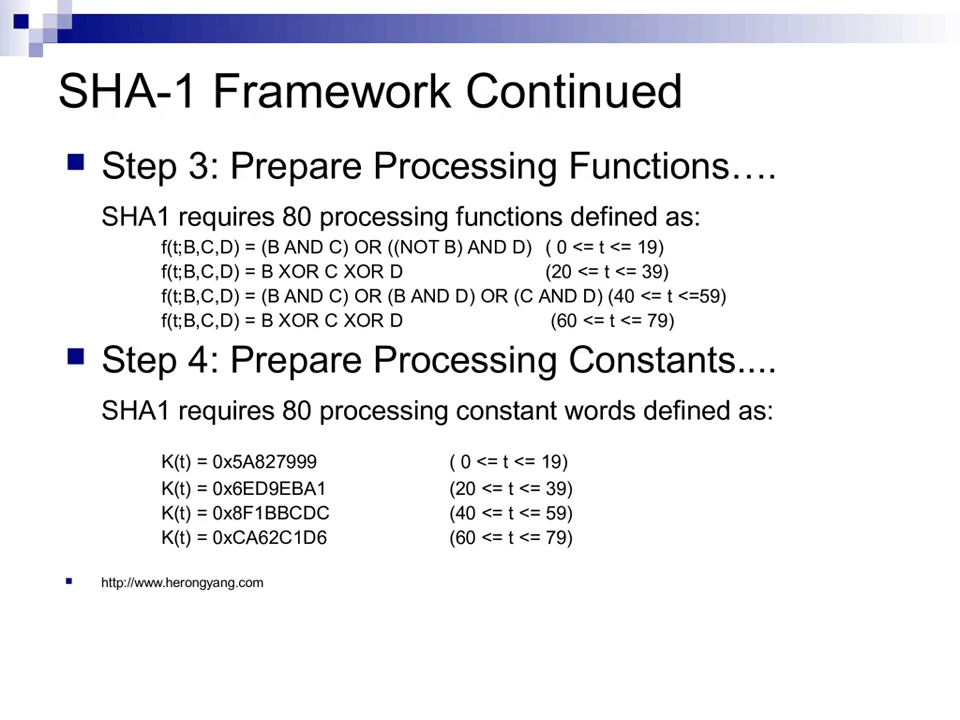 SHA-1 Framework Continued
Step 3: Prepare Processing Functions….
SHA1 requires 80 processing functions defined as:
f(t;B,C,D) = (B AND C) OR ((NOT B) AND D) ( 0 <= t <= 19)
f(t;B,C,D) = B XOR C XOR D (20 <= t <= 39)
f(t;B,C,D) = (B AND C) OR (B AND D) OR (C AND D) (40 <= t <=59)
f(t;B,C,D) = B XOR C XOR D (60 <= t <= 79)
Step 4: Prepare Processing Constants....
SHA1 requires 80 processing constant words defined as:
K(t) = 0x5A827999 ( 0 <= t <= 19)
K(t) = 0x6ED9EBA1 (20 <= t <= 39)
K(t) = 0x8F1BBCDC (40 <= t <= 59)
K(t) = 0xCA62C1D6 (60 <= t <= 79)
http://www.herongyang.com